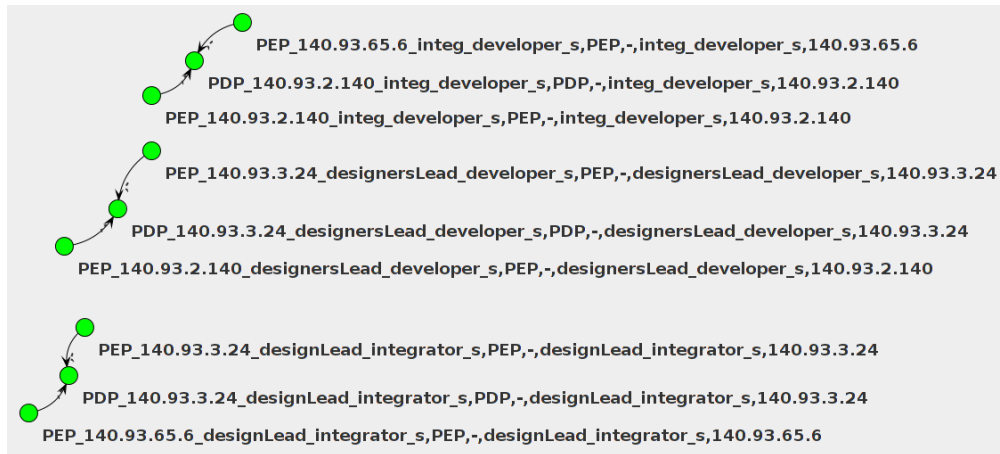 PEP_140.93.65.6_integ_developer_s,PEP,-,integ_developer_s,140.93.65.6
PDP_140.93.2.140_integ_developer_s,PDP,-,integ_developer_s,140.93.2.140
PEP_140.93.2.140_integ_developer_s,PEP,-,integ_developer_s,140.93.2.140
PEP_140.93.3.24_designersLead_developer_s,PEP,-,designersLead_developer_s,140.93.3.24
PDP_140.93.3.24_designersLead_developer_s,PDP,-,designersLead_developer_s,140.93.3.24
PEP_140.93.2.140_designersLead_developer_s,PEP,-,designersLead_developer_s,140.93.2.140
PEP_140.93.3.24_designLead_integrator_s,PEP,-,designLead_integrator_s,140.93.3.24
PDP_140.93.3.24_designLead_integrator_s,PDP,-,designLead_integrator_s,140.93.3.24
PEP_140.93.65.6_designLead_integrator_s,PEP,-,designLead_integrator_s,140.93.65.6